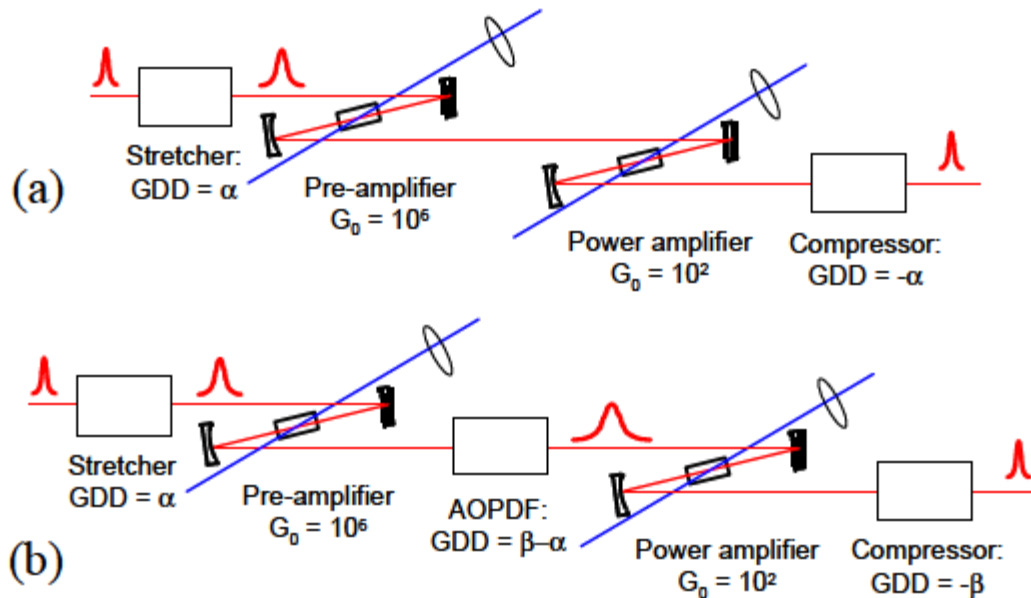 (a)
Stretcher:
GDD = α
Pre-amplifier
G₀ = 10⁶
Power amplifier
G₀ = 10²
Compressor:
GDD = -α
(b)
Stretcher
GDD = α
Pre-amplifier
G₀ = 10⁶
AOPDF:
GDD = β–α
Power amplifier
G₀ = 10²
Compressor:
GDD = -β